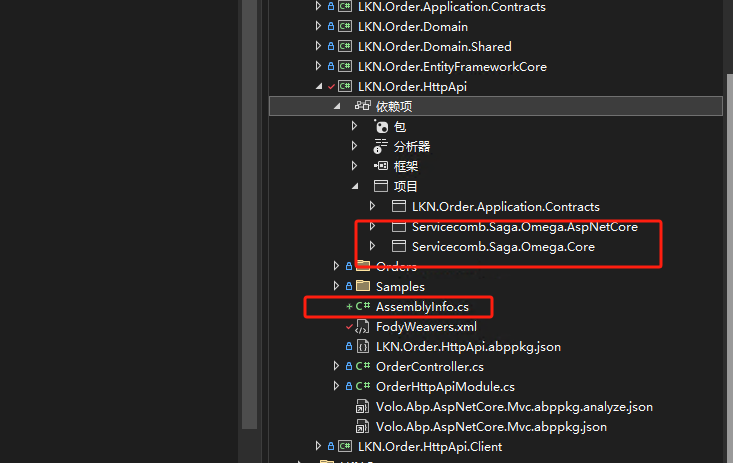 LKN.Order.Application.Contracts
LKN.Order.Domain
LKN.Order.Domain.Shared
LKN.Order.EntityFrameworkCore
LKN.Order.HttpApi
依赖项
包
分析器
框架
项目
LKN.Order.Application.Contracts
Servicecomb.Saga.Omega.AspNetCore
Servicecomb.Saga.Omega.Core
Orders
Samples
C# AssemblyInfo.cs
FodyWeavers.xml
LKN.Order.HttpApi.abppkg.json
C# OrderController.cs
C# OrderHttpApiModule.cs
Volo.Abp.AspNetCore.Mvc.abppkg.analyze.json
Volo.Abp.AspNetCore.Mvc.abppkg.json
LKN.Order.HttpApi.Client